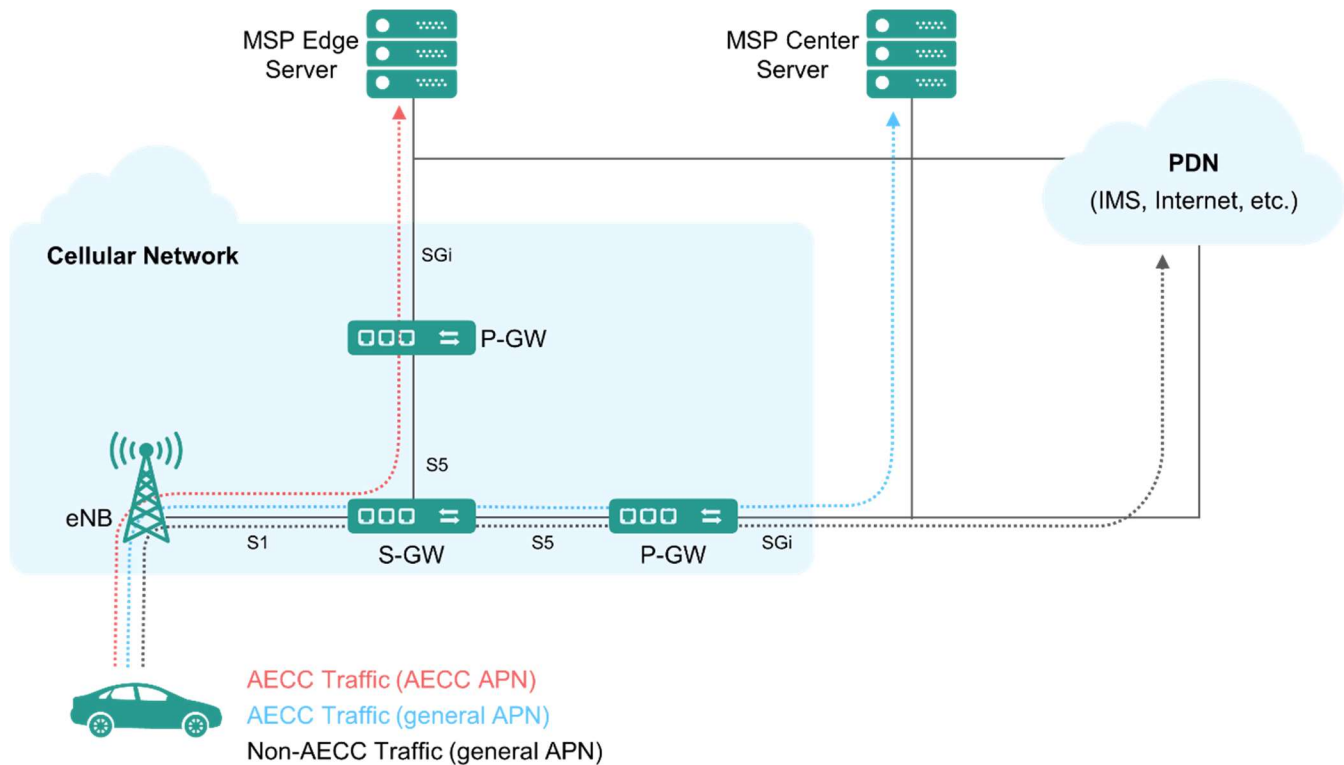 MSP Edge
Server
MSP Center
Server
PDN
(IMS, Internet, etc.)
Cellular Network
SGi
P-GW
S5
eNB
S1
S-GW
S5
P-GW
SGi
AECC Traffic (AECC APN)
AECC Traffic (general APN)
Non-AECC Traffic (general APN)